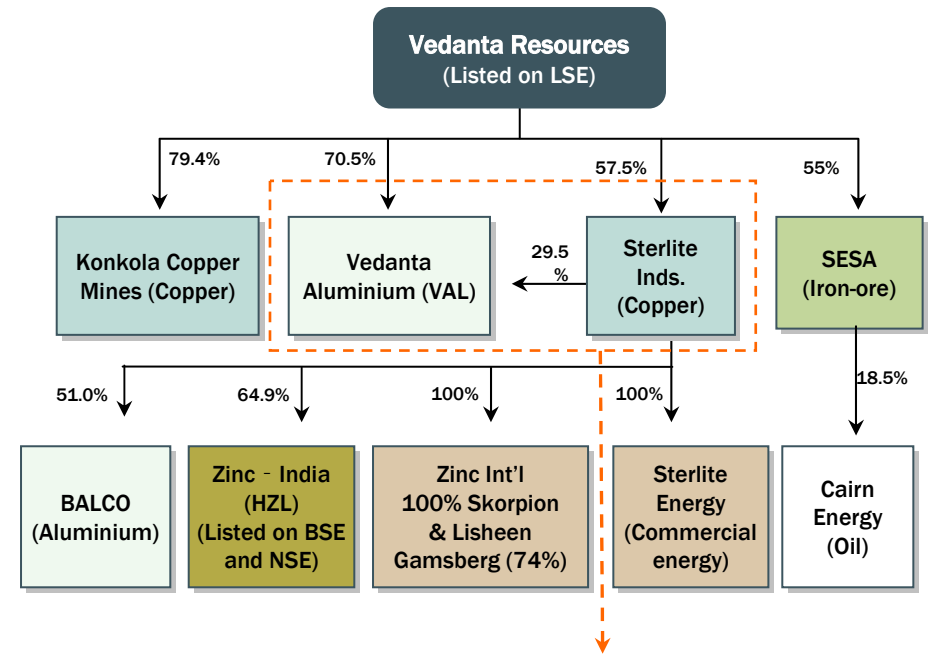 Vedanta Resources
(Listed on LSE)
79.4%
70.5%
57.5%
55%
Konkola Copper
Mines (Copper)
Vedanta
Aluminium (VAL)
29.5
%
Sterlite
Inds.
(Copper)
SESA
(Iron-ore)
51.0%
64.9%
100%
100%
18.5%
BALCO
(Aluminium)
Zinc - India
(HZL)
(Listed on BSE
and NSE)
Zinc Int'l
100% Skorpion
& Lisheen
Gamsberg (74%)
Sterlite
Energy
(Commercial
energy)
Cairn
Energy
(Oil)